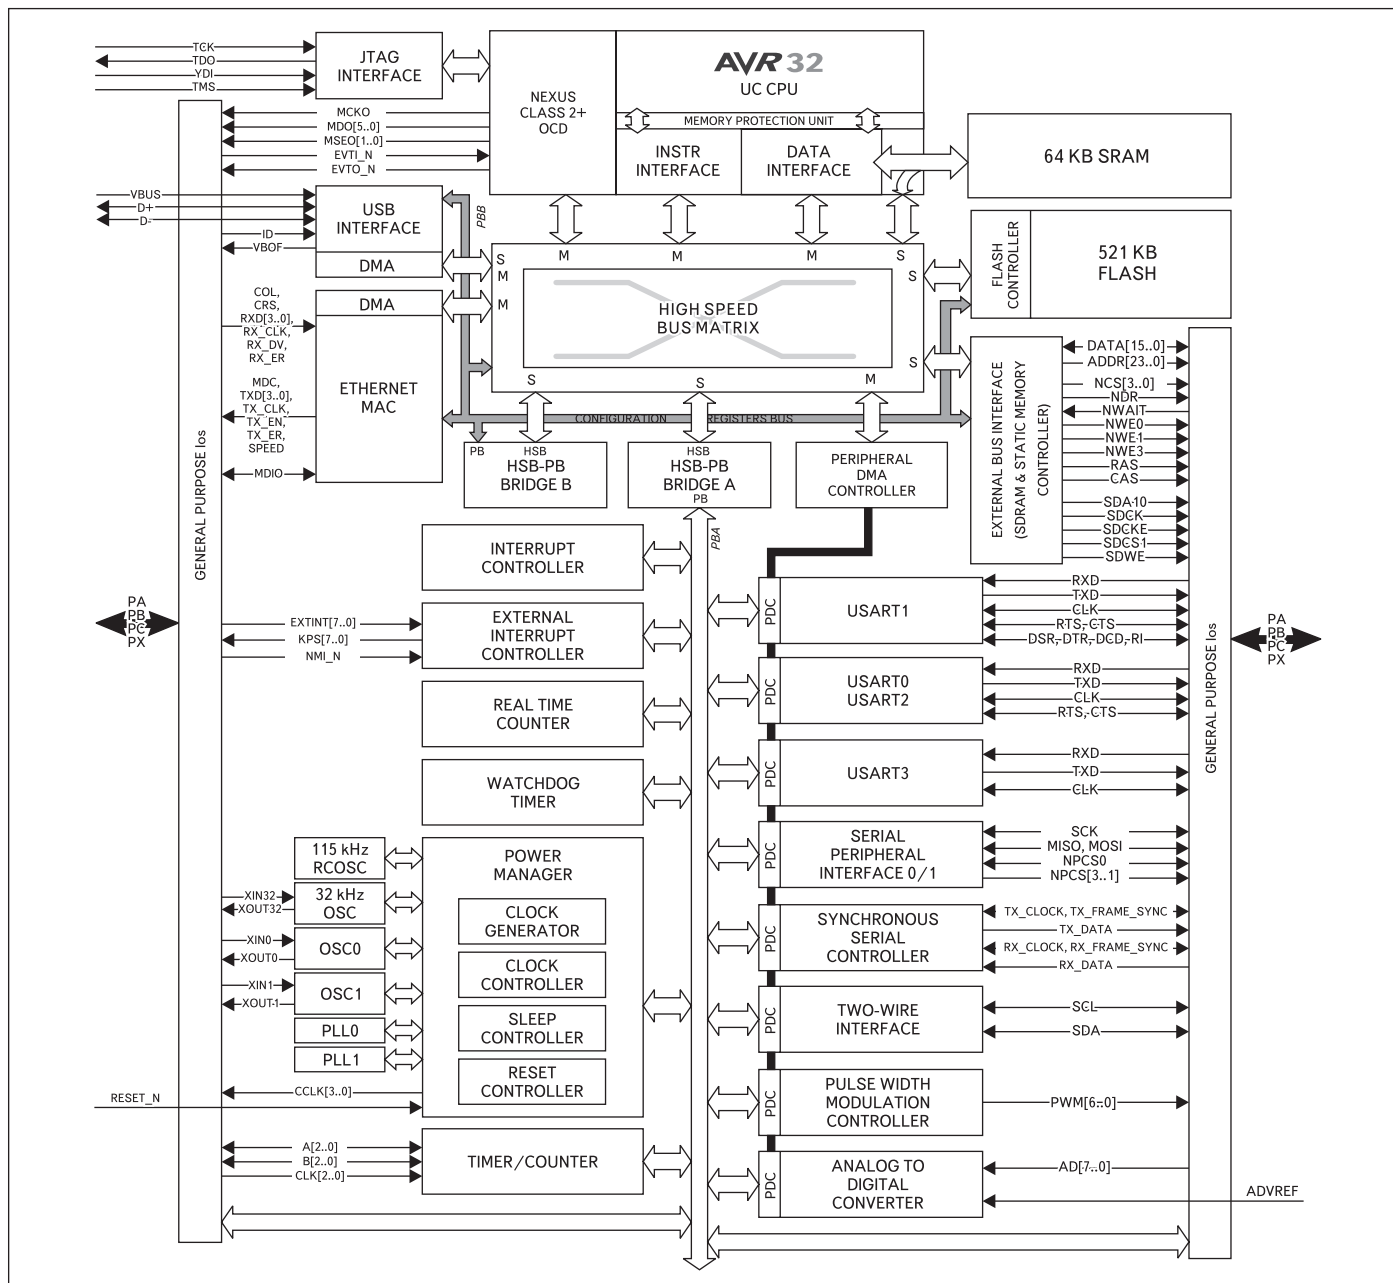 TCK
TDO
YDI
TMS
JTAG
INTERFACE
NEXUS
CLASS 2+
OCD
AVR32
UC CPU
MEMORY PROTECTION UNIT
INSTR
INTERFACE
DATA
INTERFACE
64 KB SRAM
MCKO
MDO[5..0]
MSEO[1..0]
EVTI_N
EVTO_N
VBUS
D+
D-
ID
VBOF
USB
INTERFACE
DMA
PBB
S
M
M
M
M
M
S
S
FLASH
CONTROLLER
521 KB
FLASH
HIGH SPEED
BUS MATRIX
S
S
S
M
DMA
ETHERNET
MAC
COL,
CRS,
RXD[3..0],
RX_CLK,
RX_DV,
RX_ER
MDC,
TXD[3..0],
TX_CLK,
TX_EN,
TX_ER,
SPEED
MDIO
CONFIGURATION REGISTERS BUS
PB
HSB
HSB-PB
BRIDGE B
HSB
HSB-PB
BRIDGE A
PB
PERIPHERAL
DMA
CONTROLLER
EXTERNAL BUS INTERFACE
(SDRAM & STATIC MEMORY
CONTROLLER)
DATA[15..0]
ADDR[23..0]
NCS[3..0]
NDR
NWAIT
NWE0
NWE1
NWE3
RAS
CAS
SDA10
SDCK
SDCKE
SDCS1
SDWE
GENERAL PURPOSE Ios
PA
PB
PC
PX
PBA
INTERRUPT
CONTROLLER
EXTINT[7..0]
KPS[7..0]
NMI_N
EXTERNAL
INTERRUPT
CONTROLLER
REAL TIME
COUNTER
WATCHDOG
TIMER
115 kHz
RCOSC
XIN32
XOUT32
32 kHz
OSC
XIN0
XOUT0
OSC0
XIN1
XOUT1
OSC1
PLL0
PLL1
POWER
MANAGER
CLOCK
GENERATOR
CLOCK
CONTROLLER
SLEEP
CONTROLLER
RESET
CONTROLLER
CCLK[3..0]
RESET_N
A[2..0]
B[2..0]
CLK[2..0]
TIMER/COUNTER
PDC
USART1
RXD
TXD
CLK
RTS, CTS
DSR, DTR, DCD, RI
PDC
USART0
USART2
RXD
TXD
CLK
RTS, CTS
PDC
USART3
RXD
TXD
CLK
PDC
SERIAL
PERIPHERAL
INTERFACE 0/1
SCK
MISO, MOSI
NPCS0
NPCS[3..1]
PDC
SYNCHRONOUS
SERIAL
CONTROLLER
TX_CLOCK, TX_FRAME_SYNC
TX_DATA
RX_CLOCK, RX_FRAME_SYNC
RX_DATA
PDC
TWO-WIRE
INTERFACE
SCL
SDA
PDC
PULSE WIDTH
MODULATION
CONTROLLER
PWM[6..0]
PDC
ANALOG TO
DIGITAL
CONVERTER
AD[7..0]
ADVREF
GENERAL PURPOSE Ios
PA
PB
PC
PX